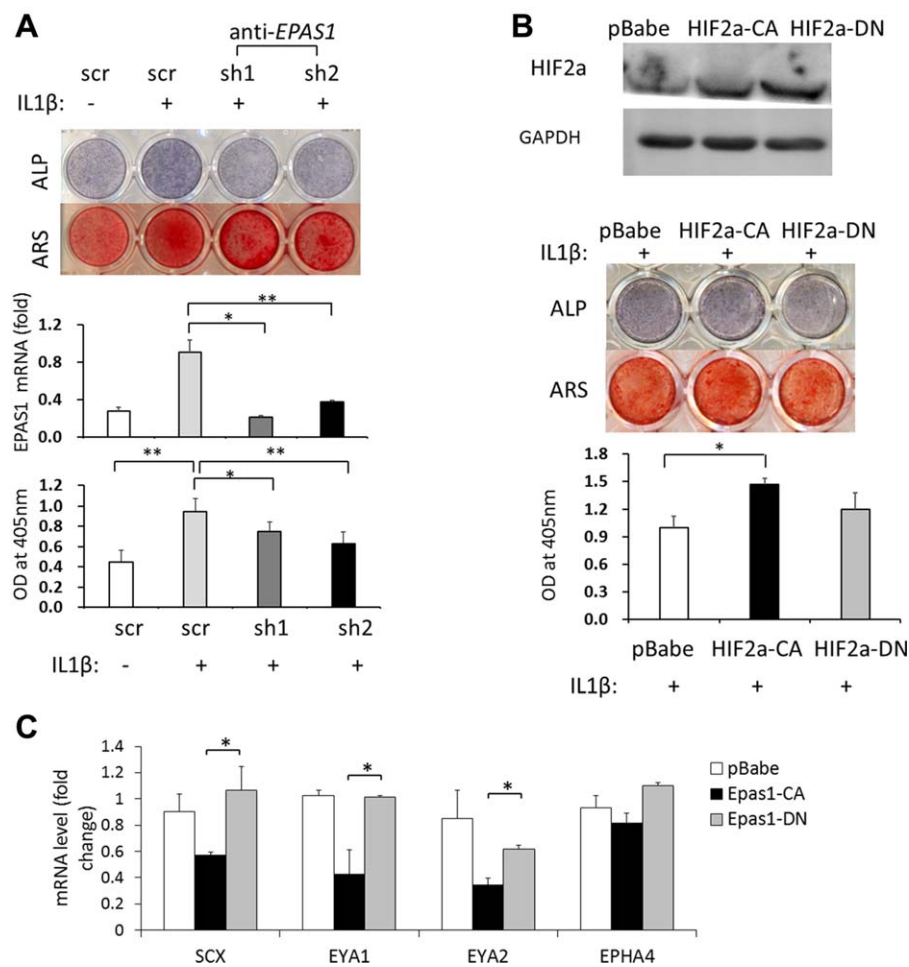 A
anti-EPAS1
scr scr sh1 sh2
IL1β: - + + +
ALP
ARS
EPAS1 mRNA (fold)
1.2
0.8
0.4
0.0
* **
OD at 405nm
1.0
0.8
0.6
0.4
0.2
0.0
** * **
scr scr sh1 sh2
IL1β: - + + +
B
pBabe HIF2a-CA HIF2a-DN
HIF2a
GAPDH
pBabe HIF2a-CA HIF2a-DN
IL1β: + + +
ALP
ARS
OD at 405nm
1.8
1.5
1.2
0.9
0.6
0.3
0.0
*
pBabe HIF2a-CA HIF2a-DN
IL1β: + + +
C
mRNA level (fold
change)
1.4
1.2
1
0.8
0.6
0.4
0.2
0
* * *
SCX EYA1 EYA2 EPHA4
pBabe
Epas1-CA
Epas1-DN